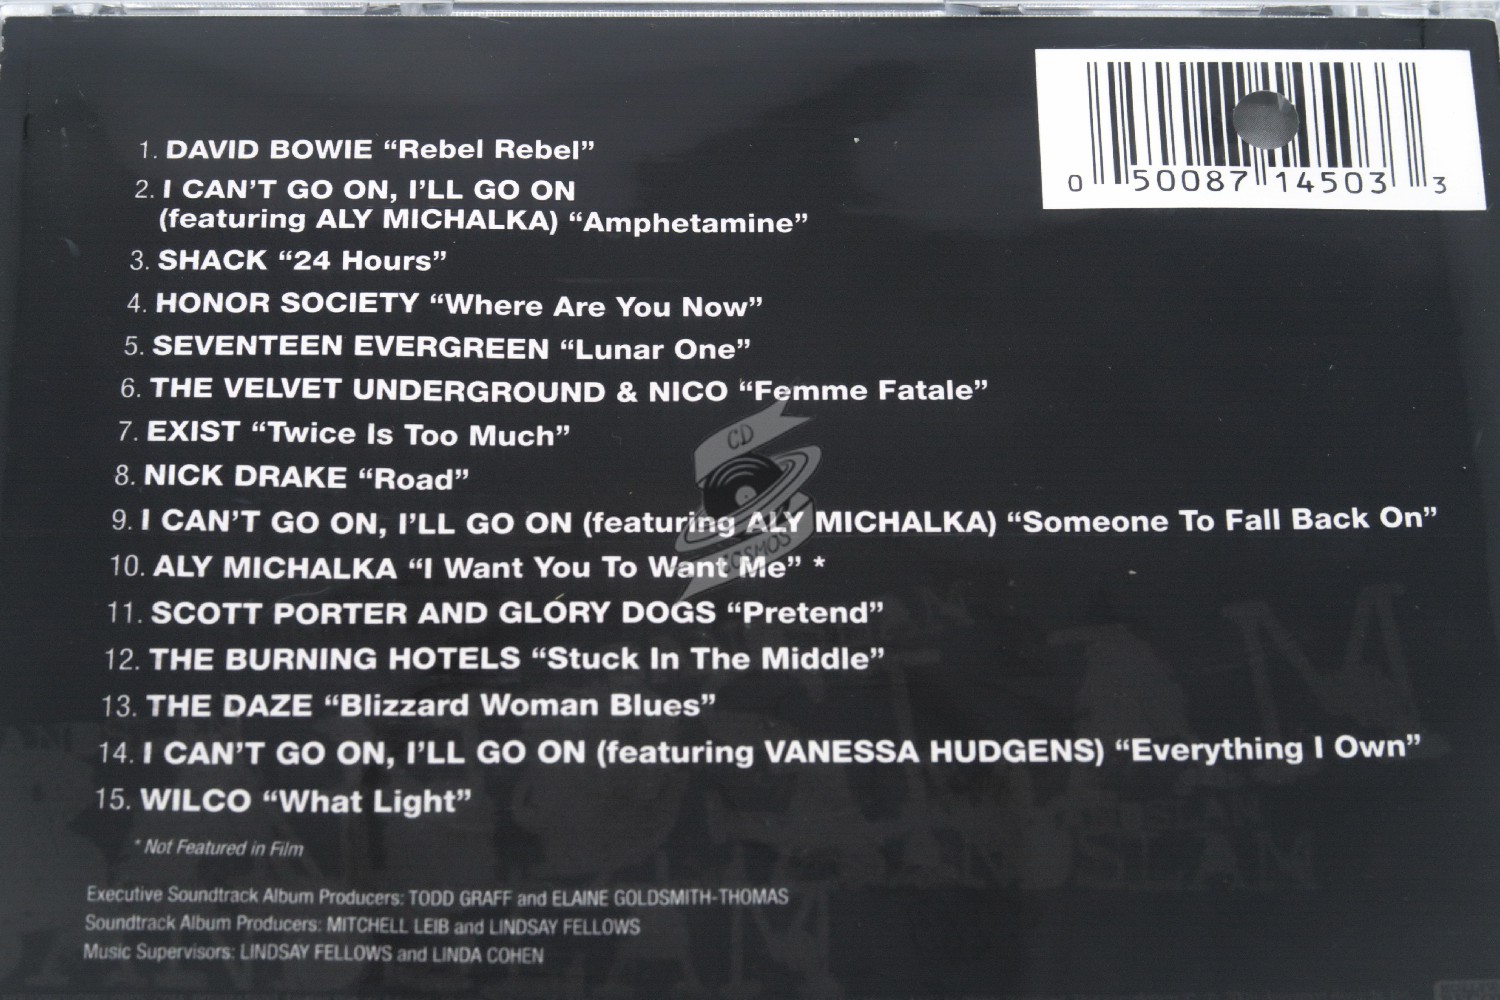 0 50087 14503 3
1. DAVID BOWIE “Rebel Rebel”
2. I CAN’T GO ON, I’LL GO ON
(featuring ALY MICHALKA) “Amphetamine”
3. SHACK “24 Hours”
4. HONOR SOCIETY “Where Are You Now”
5. SEVENTEEN EVERGREEN “Lunar One”
6. THE VELVET UNDERGROUND & NICO “Femme Fatale”
7. EXIST “Twice Is Too Much”
8. NICK DRAKE “Road”
CD
9. I CAN’T GO ON, I’LL GO ON (featuring ALY MICHALKA) “Someone To Fall Back On”
COSMOS
10. ALY MICHALKA “I Want You To Want Me” *
11. SCOTT PORTER AND GLORY DOGS “Pretend”
12. THE BURNING HOTELS “Stuck In The Middle”
13. THE DAZE “Blizzard Woman Blues”
14. I CAN’T GO ON, I’LL GO ON (featuring VANESSA HUDGENS) “Everything I Own”
15. WILCO “What Light”
* Not Featured in Film
Executive Soundtrack Album Producers: TODD GRAFF and ELAINE GOLDSMITH-THOMAS
Soundtrack Album Producers: MITCHELL LEIB and LINDSAY FELLOWS
Music Supervisors: LINDSAY FELLOWS and LINDA COHEN